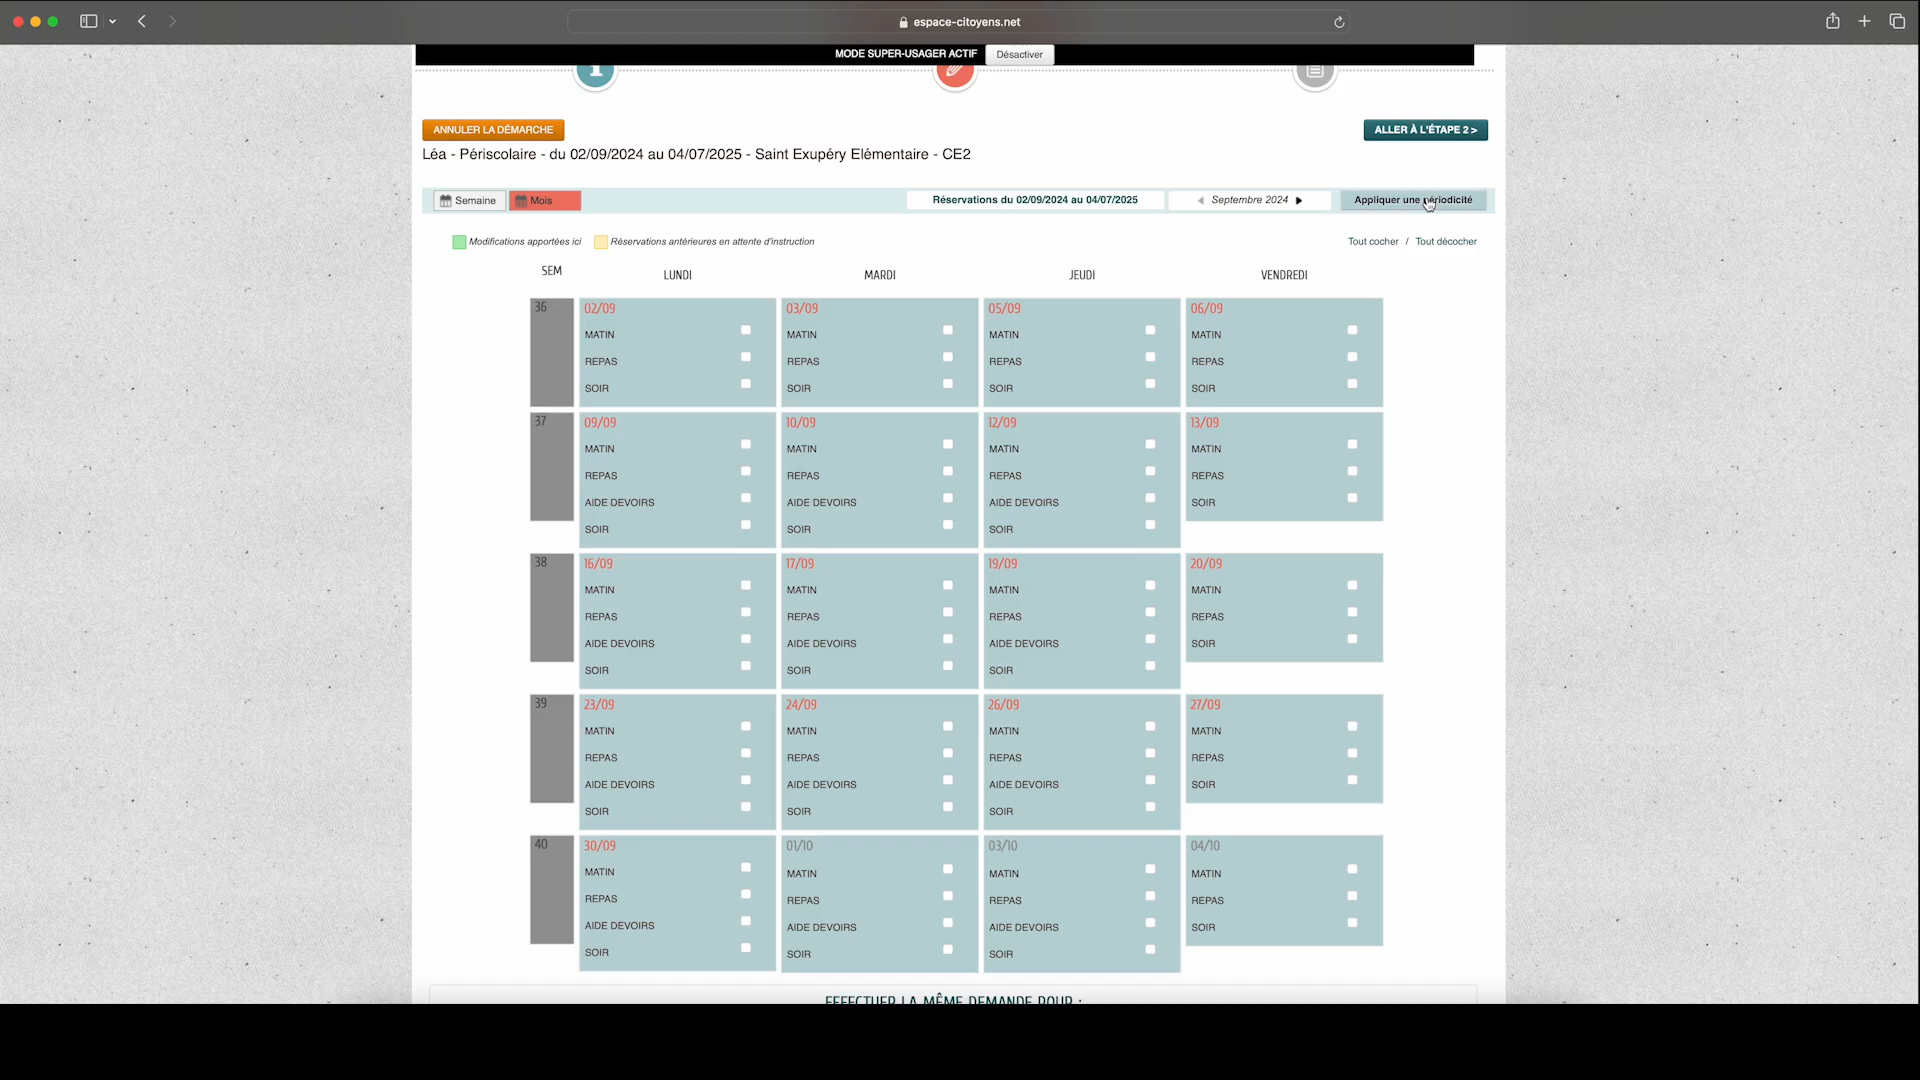 espace-citoyens.net
MODE SUPER-USAGER ACTIF Désactiver
ANNULER LA DÉMARCHE ALLER À L'ÉTAPE 2 >
Léa - Périscolaire - du 02/09/2024 au 04/07/2025 - Saint Exupéry Elémentaire - CE2
Semaine Mois Réservations du 02/09/2024 au 04/07/2025 ◀ Septembre 2024 ▶ Appliquer une périodicité
Modifications apportées ici Réservations antérieures en attente d'instruction Tout cocher / Tout décocher
SEM LUNDI MARDI JEUDI VENDREDI
36 02/09 03/09 05/09 06/09
MATIN MATIN MATIN MATIN
REPAS REPAS REPAS REPAS
SOIR SOIR SOIR SOIR
37 09/09 10/09 12/09 13/09
MATIN MATIN MATIN MATIN
REPAS REPAS REPAS REPAS
AIDE DEVOIRS AIDE DEVOIRS AIDE DEVOIRS SOIR
SOIR SOIR SOIR
38 16/09 17/09 19/09 20/09
MATIN MATIN MATIN MATIN
REPAS REPAS REPAS REPAS
AIDE DEVOIRS AIDE DEVOIRS AIDE DEVOIRS SOIR
SOIR SOIR SOIR
39 23/09 24/09 26/09 27/09
MATIN MATIN MATIN MATIN
REPAS REPAS REPAS REPAS
AIDE DEVOIRS AIDE DEVOIRS AIDE DEVOIRS SOIR
SOIR SOIR SOIR
40 30/09 01/10 03/10 04/10
MATIN MATIN MATIN MATIN
REPAS REPAS REPAS REPAS
AIDE DEVOIRS AIDE DEVOIRS AIDE DEVOIRS SOIR
SOIR SOIR SOIR
EFFECTUER LA MÊME DEMANDE POUR :